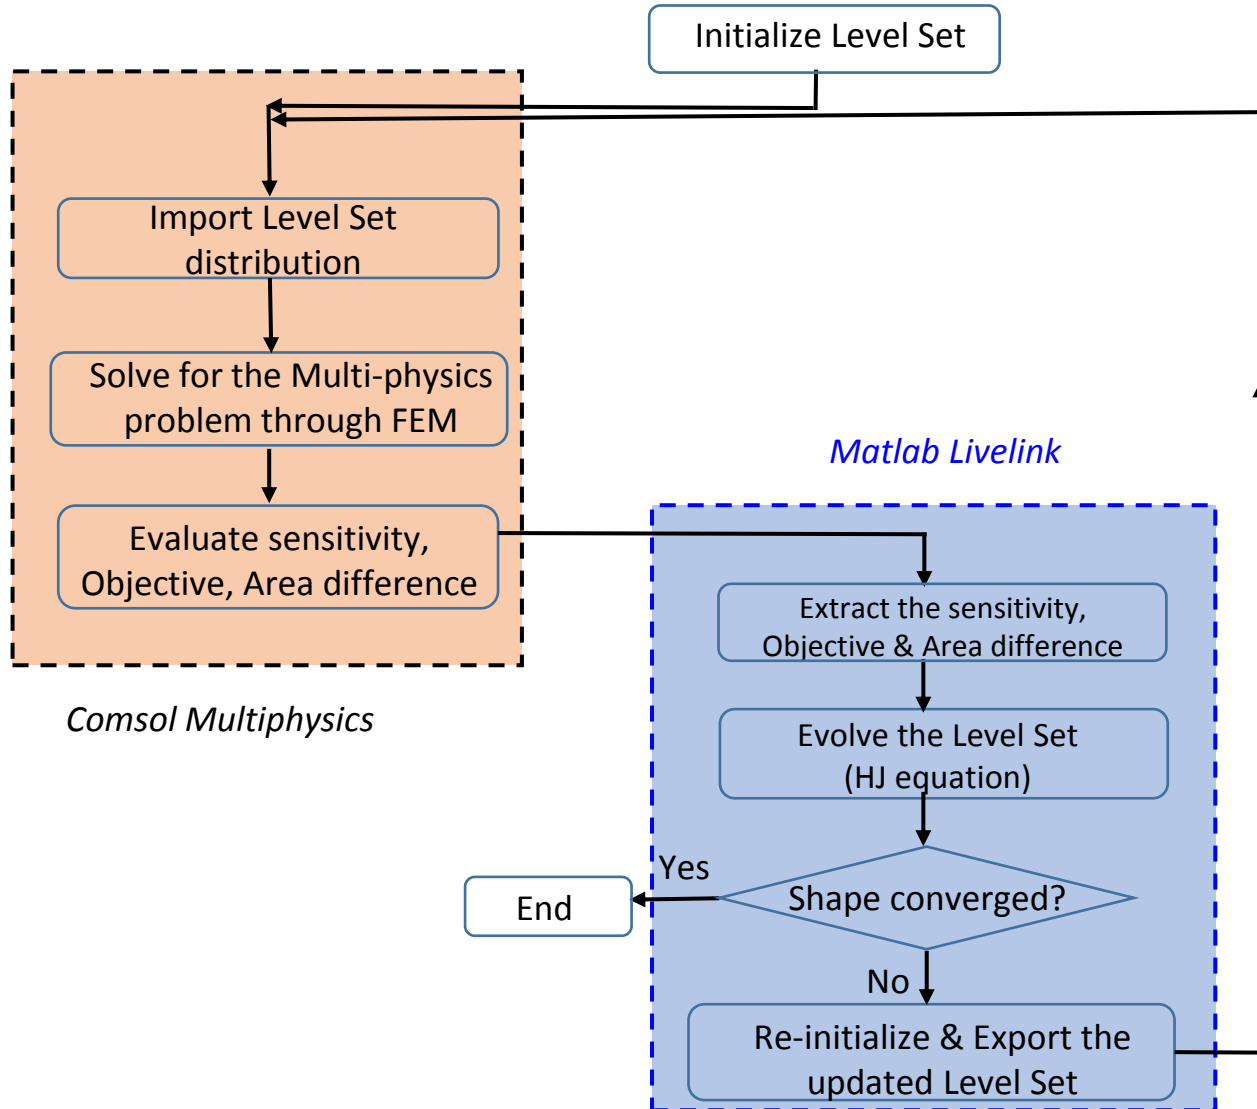 Initialize Level Set
Import Level Set
distribution
Solve for the Multi-physics
problem through FEM
Evaluate sensitivity,
Objective, Area difference
Comsol Multiphysics
Matlab Livelink
Extract the sensitivity,
Objective & Area difference
Evolve the Level Set
(HJ equation)
Shape converged?
Yes
End
No
Re-initialize & Export the
updated Level Set